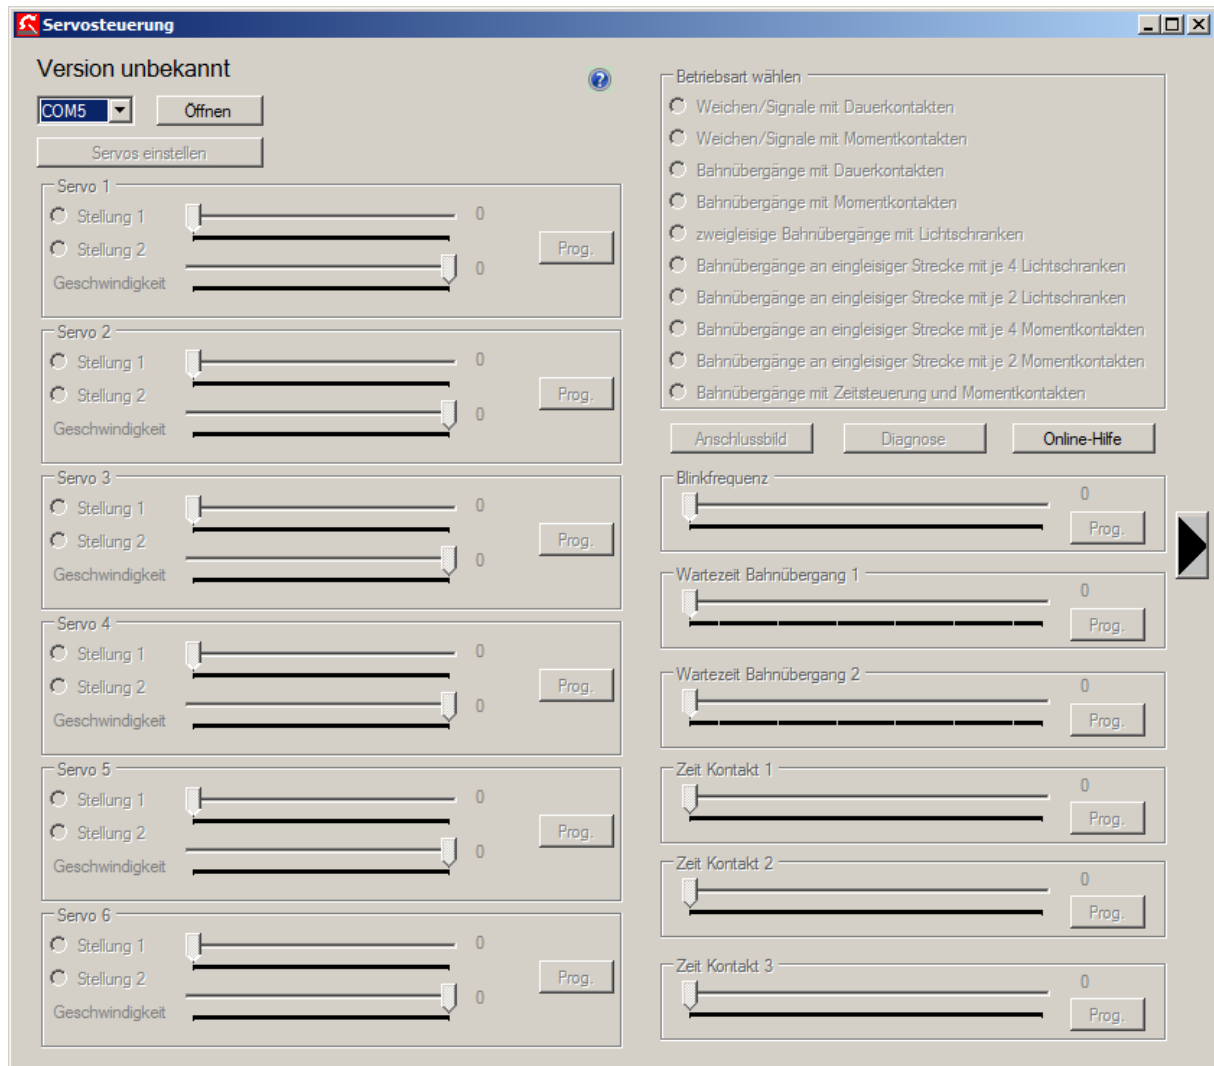 Servosteuerung
Version unbekannt
COM5
Öffnen
Servos einstellen
Servo 1
Stellung 1
0
Stellung 2
Prog.
0
Geschwindigkeit
Servo 2
Stellung 1
0
Stellung 2
Prog.
0
Geschwindigkeit
Servo 3
Stellung 1
0
Stellung 2
Prog.
0
Geschwindigkeit
Servo 4
Stellung 1
0
Stellung 2
Prog.
0
Geschwindigkeit
Servo 5
Stellung 1
0
Stellung 2
Prog.
0
Geschwindigkeit
Servo 6
Stellung 1
0
Stellung 2
Prog.
0
Geschwindigkeit
Betriebsart wählen
Weichen/Signale mit Dauerkontakten
Weichen/Signale mit Momentkontakten
Bahnübergänge mit Dauerkontakten
Bahnübergänge mit Momentkontakten
zweigleisige Bahnübergänge mit Lichtschranken
Bahnübergänge an eingleisiger Strecke mit je 4 Lichtschranken
Bahnübergänge an eingleisiger Strecke mit je 2 Lichtschranken
Bahnübergänge an eingleisiger Strecke mit je 4 Momentkontakten
Bahnübergänge an eingleisiger Strecke mit je 2 Momentkontakten
Bahnübergänge mit Zeitsteuerung und Momentkontakten
Anschlussbild
Diagnose
Online-Hilfe
Blinkfrequenz
0
Prog.
Wartezeit Bahnübergang 1
0
Prog.
Wartezeit Bahnübergang 2
0
Prog.
Zeit Kontakt 1
0
Prog.
Zeit Kontakt 2
0
Prog.
Zeit Kontakt 3
0
Prog.